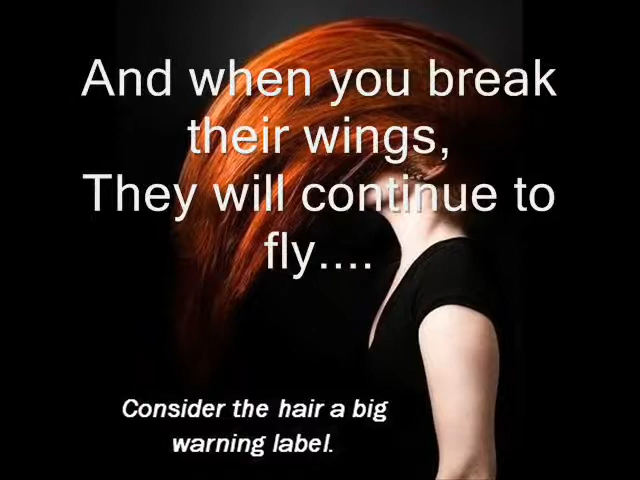 And when you break
their wings,
They will continue to
fly....
Consider the hair a big
warning label.